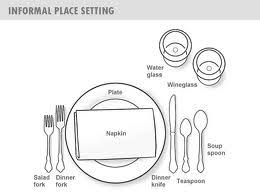 INFORMAL PLACE SETTING
Water
glass
Wineglass
Plate
Napkin
Soup
spoon
Salad
fork
Dinner
fork
Dinner
knife
Teaspoon